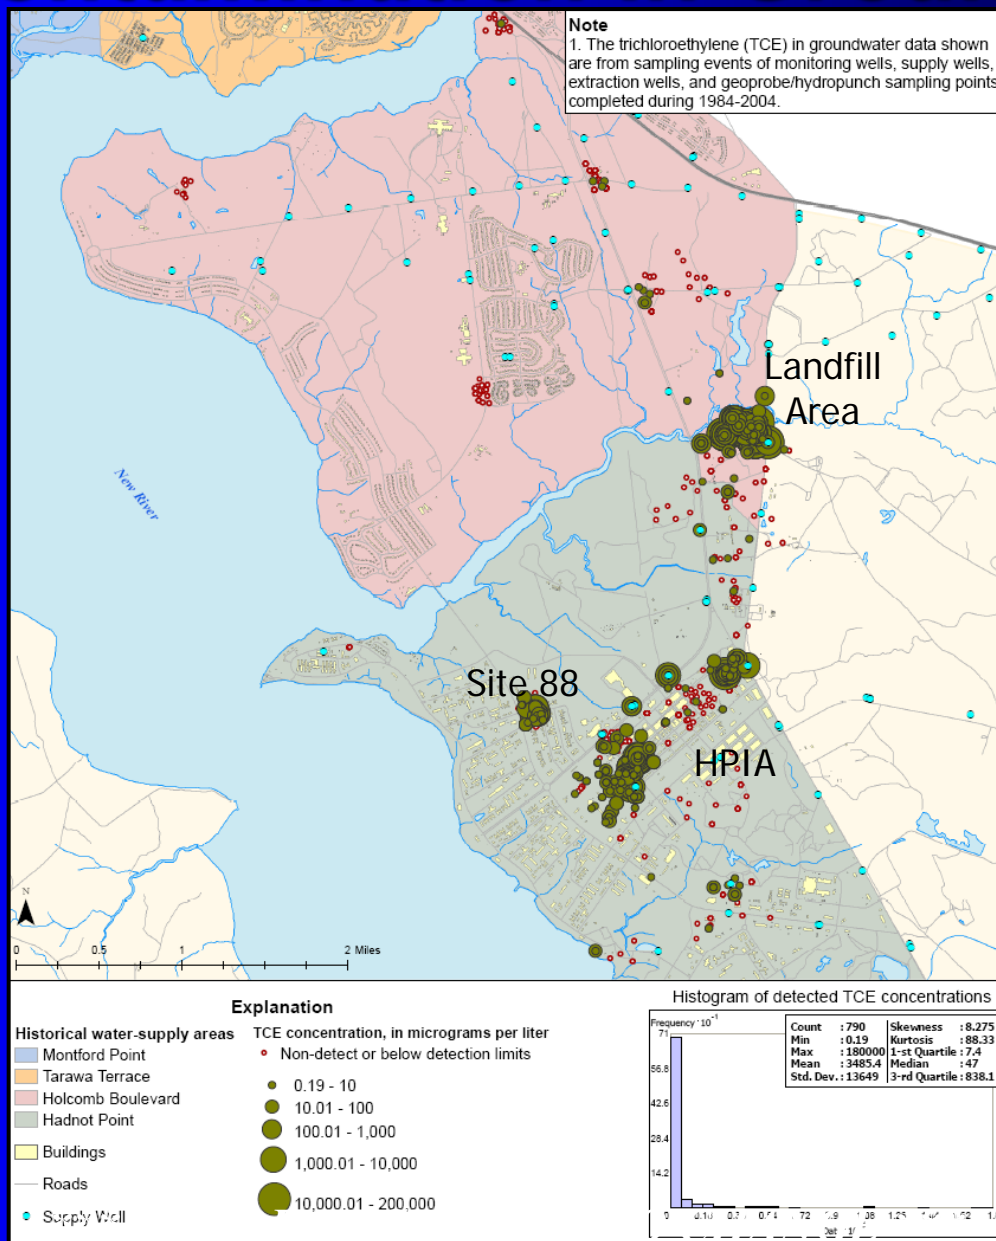 Note
1. The trichloroethylene (TCE) in groundwater data shown
are from sampling events of monitoring wells, supply wells,
extraction wells, and geoprobe/hydropunch sampling points
completed during 1984-2004.
Landfill
Area
New River
Site 88
HPIA
N
0 0.5 1 2 Miles
Explanation
Historical water-supply areas
Montford Point
Tarawa Terrace
Holcomb Boulevard
Hadnot Point
Buildings
Roads
Supply Well
TCE concentration, in micrograms per liter
Non-detect or below detection limits
0.19 - 10
10.01 - 100
100.01 - 1,000
1,000.01 - 10,000
10,000.01 - 200,000
Histogram of detected TCE concentrations
Frequency · 10⁻¹
71
56.8
42.6
28.4
14.2
0
Count : 790 Skewness : 8.275
Min : 0.19 Kurtosis : 88.33
Max : 180000 1-st Quartile : 7.4
Mean : 3485.4 Median : 47
Std. Dev. : 13649 3-rd Quartile : 838.1